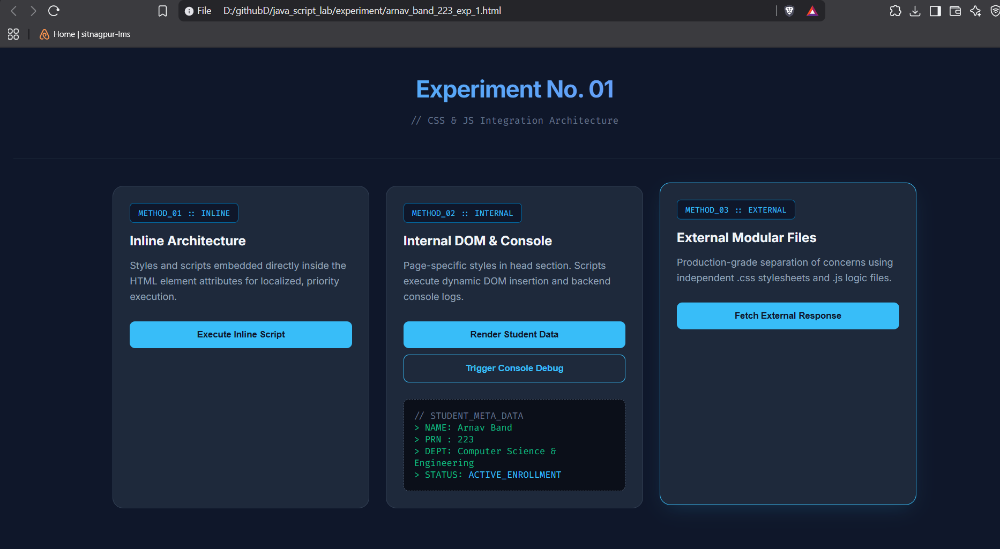 File D:/githubD/java_script_lab/experiment/arnav_band_223_exp_1.html
Home | sitnagpur-lms
Experiment No. 01
// CSS & JS Integration Architecture
METHOD_01 :: INLINE
Inline Architecture
Styles and scripts embedded directly inside the
HTML element attributes for localized, priority
execution.
Execute Inline Script
METHOD_02 :: INTERNAL
Internal DOM & Console
Page-specific styles in head section. Scripts
execute dynamic DOM insertion and backend
console logs.
Render Student Data
Trigger Console Debug
// STUDENT_META_DATA
> NAME: Arnav Band
> PRN : 223
> DEPT: Computer Science &
Engineering
> STATUS: ACTIVE_ENROLLMENT
METHOD_03 :: EXTERNAL
External Modular Files
Production-grade separation of concerns using
independent .css stylesheets and .js logic files.
Fetch External Response